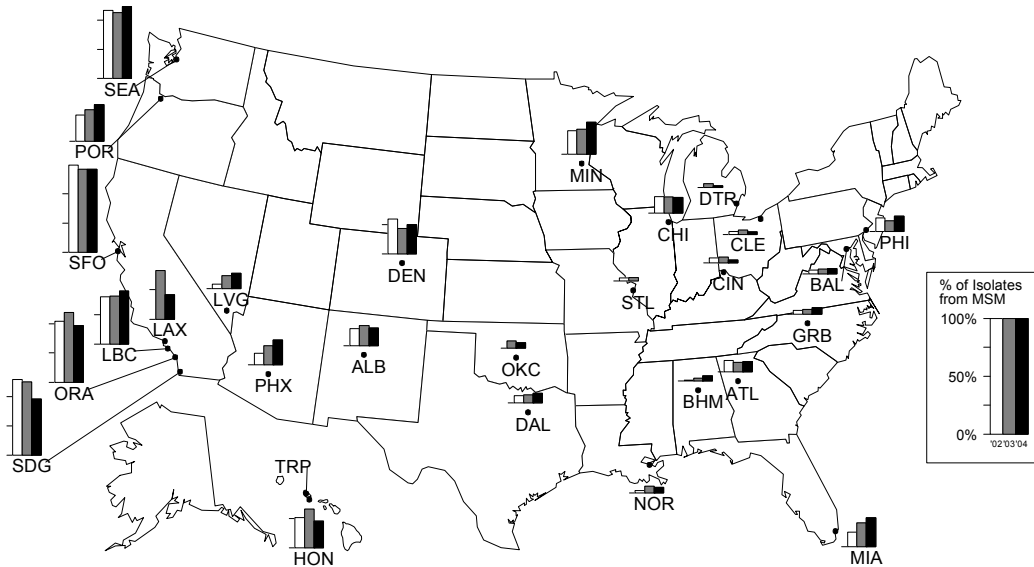 SEA
POR
MIN
DTR
SFO
CHI
CLE
PHI
DEN
CIN
BAL
LVG
STL
LAX
LBC
GRB
ORA
PHX
ALB
OKC
BHM
ATL
DAL
SDG
TRP
NOR
HON
MIA
% of Isolates
from MSM
100%
50%
0%
'02'03'04